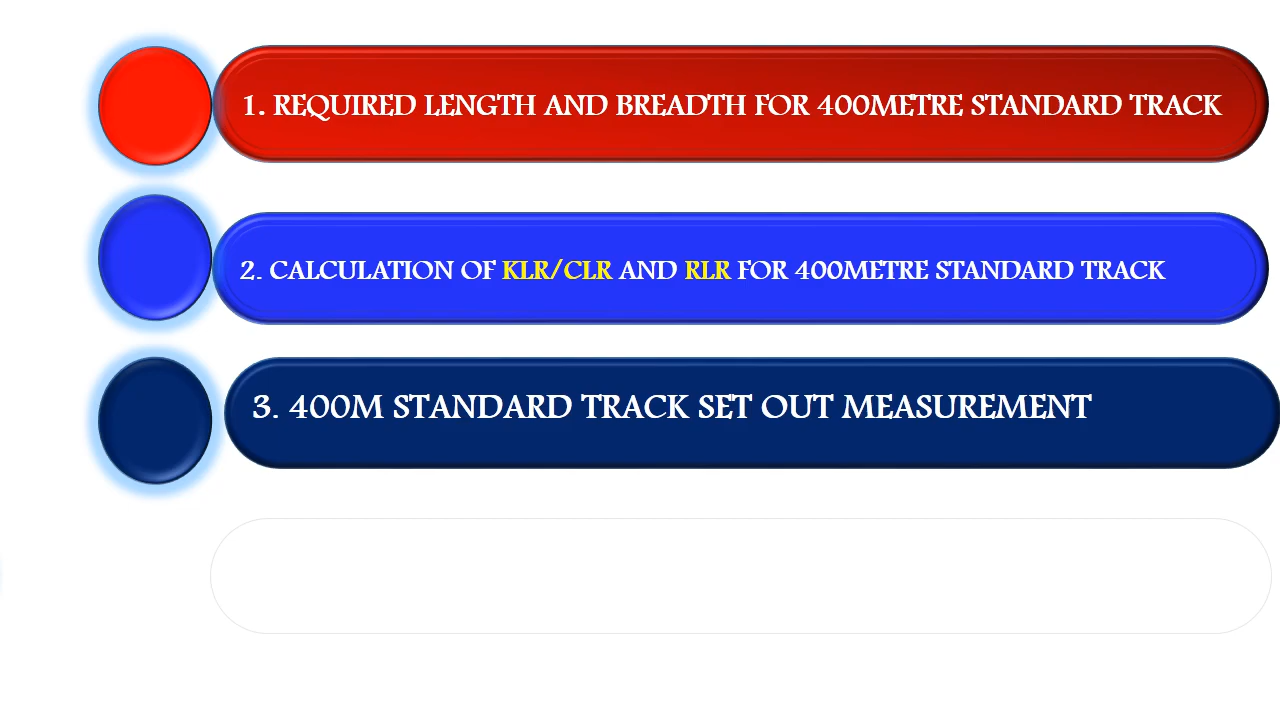 1. REQUIRED LENGTH AND BREADTH FOR 400METRE STANDARD TRACK
2. CALCULATION OF KLR/CLR AND RLR FOR 400METRE STANDARD TRACK
3. 400M STANDARD TRACK SET OUT MEASUREMENT